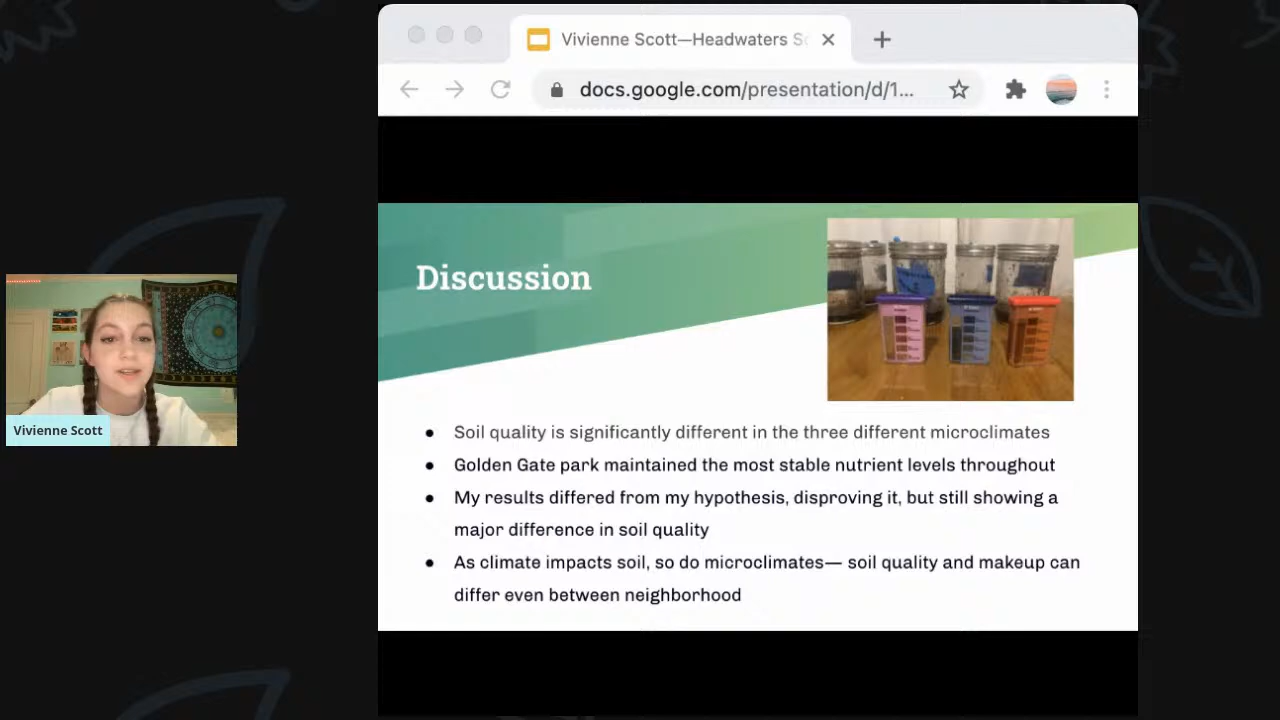 Vivienne Scott—Headwaters Sc
docs.google.com/presentation/d/1...
Discussion
Vivienne Scott
● Soil quality is significantly different in the three different microclimates
● Golden Gate park maintained the most stable nutrient levels throughout
● My results differed from my hypothesis, disproving it, but still showing a
major difference in soil quality
● As climate impacts soil, so do microclimates— soil quality and makeup can
differ even between neighborhood